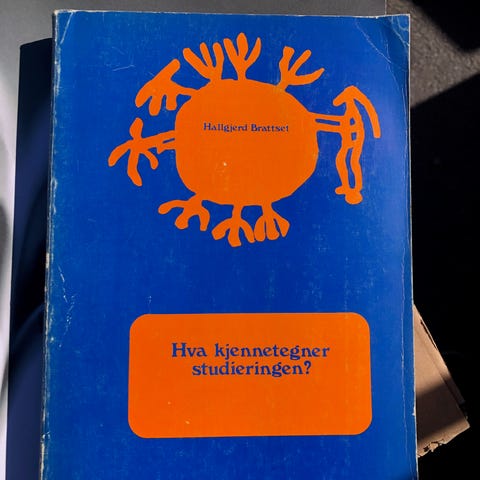 Hallgjerd Brattset
Hva kjennetegner
studieringen?